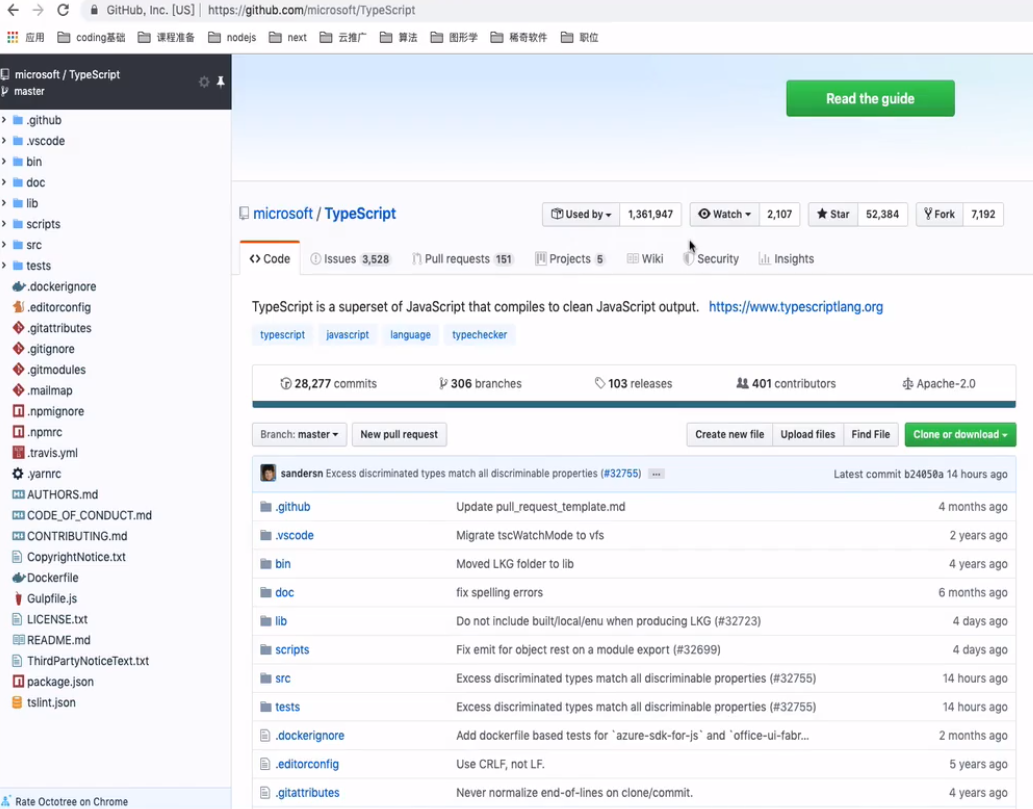 GitHub, Inc. [US] | https://github.com/microsoft/TypeScript
应用 coding基础 课程准备 nodejs next 云推广 算法 图形学 稀奇软件 职位
microsoft / TypeScript
master
.github
.vscode
bin
doc
lib
scripts
src
tests
.dockerignore
.editorconfig
.gitattributes
.gitignore
.gitmodules
.mailmap
.npmignore
.npmrc
.travis.yml
.yarnrc
AUTHORS.md
CODE_OF_CONDUCT.md
CONTRIBUTING.md
CopyrightNotice.txt
Dockerfile
Gulpfile.js
LICENSE.txt
README.md
ThirdPartyNoticeText.txt
package.json
tslint.json
Rate Octotree on Chrome
Read the guide
microsoft / TypeScript
Used by 1,361,947 Watch 2,107 Star 52,384 Fork 7,192
Code Issues 3,528 Pull requests 151 Projects 5 Wiki Security Insights
TypeScript is a superset of JavaScript that compiles to clean JavaScript output. https://www.typescriptlang.org
typescript javascript language typechecker
28,277 commits 306 branches 103 releases 401 contributors Apache-2.0
Branch: master New pull request Create new file Upload files Find File Clone or download
sandersn Excess discriminated types match all discriminable properties (#32755) ... Latest commit b24050a 14 hours ago
.github Update pull_request_template.md 4 months ago
.vscode Migrate tscWatchMode to vfs 2 years ago
bin Moved LKG folder to lib 4 years ago
doc fix spelling errors 6 months ago
lib Do not include built/local/enu when producing LKG (#32723) 4 days ago
scripts Fix emit for object rest on a module export (#32699) 4 days ago
src Excess discriminated types match all discriminable properties (#32755) 14 hours ago
tests Excess discriminated types match all discriminable properties (#32755) 14 hours ago
.dockerignore Add dockerfile based tests for `azure-sdk-for-js` and `office-ui-fabr... 2 months ago
.editorconfig Use CRLF, not LF. 5 years ago
.gitattributes Never normalize end-of-lines on clone/commit. 4 years ago